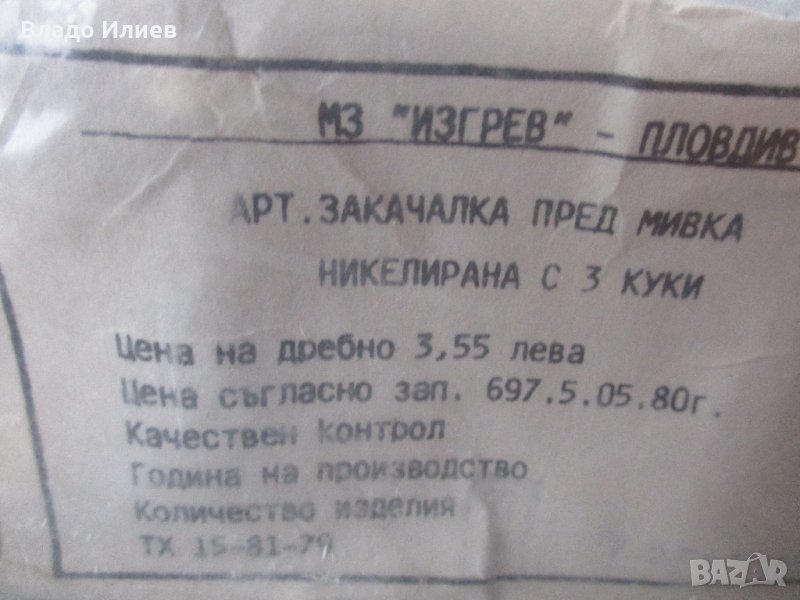 Владо Илиев
МЗ "ИЗГРЕВ" - ПЛОВДИВ
АРТ. ЗАКАЧАЛКА ПРЕД МИВКА
НИКЕЛИРАНА С 3 КУКИ
Цена на дребно 3,55 лева
Цена съгласно зап. 697.5.05.80г.
Качествен контрол
Година на производство
Количество изделия
ТХ 15-81-79
BAZAR